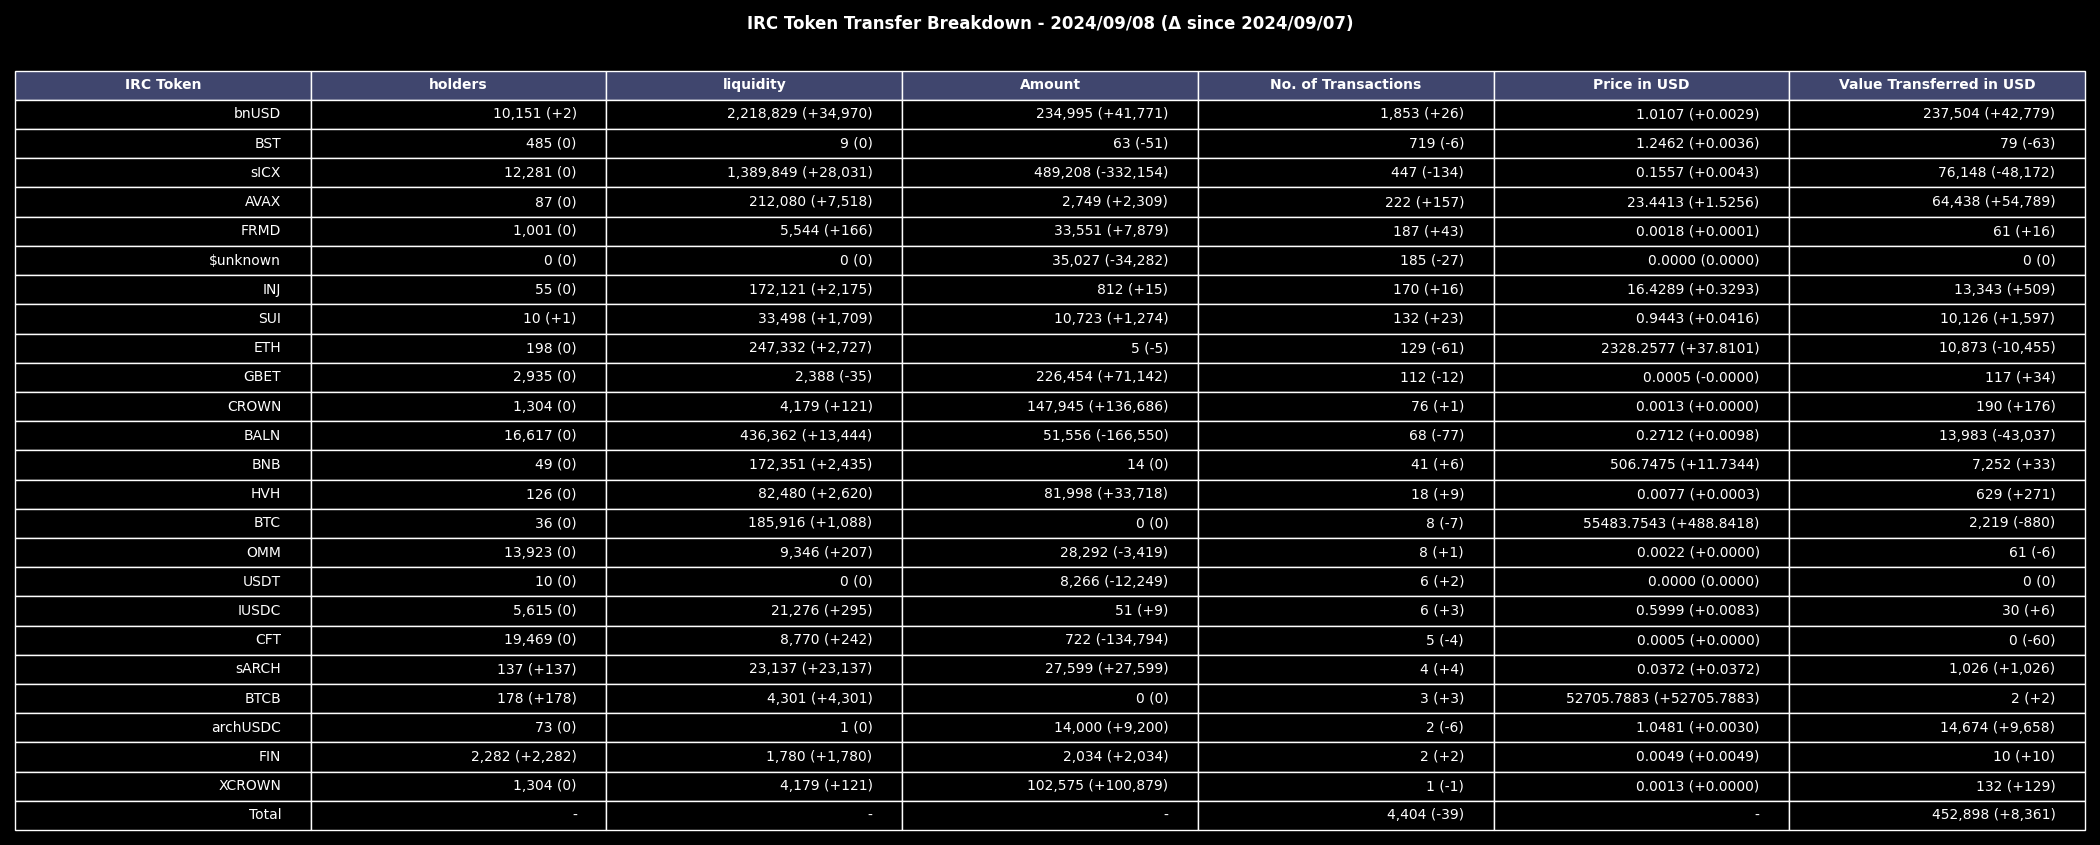 IRC Token Transfer Breakdown - 2024/09/08 (Δ since 2024/09/07)
IRC Token holders liquidity Amount No. of Transactions Price in USD Value Transferred in USD
bnUSD 10,151 (+2) 2,218,829 (+34,970) 234,995 (+41,771) 1,853 (+26) 1.0107 (+0.0029) 237,504 (+42,779)
BST 485 (0) 9 (0) 63 (-51) 719 (-6) 1.2462 (+0.0036) 79 (-63)
sICX 12,281 (0) 1,389,849 (+28,031) 489,208 (-332,154) 447 (-134) 0.1557 (+0.0043) 76,148 (-48,172)
AVAX 87 (0) 212,080 (+7,518) 2,749 (+2,309) 222 (+157) 23.4413 (+1.5256) 64,438 (+54,789)
FRMD 1,001 (0) 5,544 (+166) 33,551 (+7,879) 187 (+43) 0.0018 (+0.0001) 61 (+16)
$unknown 0 (0) 0 (0) 35,027 (-34,282) 185 (-27) 0.0000 (0.0000) 0 (0)
INJ 55 (0) 172,121 (+2,175) 812 (+15) 170 (+16) 16.4289 (+0.3293) 13,343 (+509)
SUI 10 (+1) 33,498 (+1,709) 10,723 (+1,274) 132 (+23) 0.9443 (+0.0416) 10,126 (+1,597)
ETH 198 (0) 247,332 (+2,727) 5 (-5) 129 (-61) 2328.2577 (+37.8101) 10,873 (-10,455)
GBET 2,935 (0) 2,388 (-35) 226,454 (+71,142) 112 (-12) 0.0005 (-0.0000) 117 (+34)
CROWN 1,304 (0) 4,179 (+121) 147,945 (+136,686) 76 (+1) 0.0013 (+0.0000) 190 (+176)
BALN 16,617 (0) 436,362 (+13,444) 51,556 (-166,550) 68 (-77) 0.2712 (+0.0098) 13,983 (-43,037)
BNB 49 (0) 172,351 (+2,435) 14 (0) 41 (+6) 506.7475 (+11.7344) 7,252 (+33)
HVH 126 (0) 82,480 (+2,620) 81,998 (+33,718) 18 (+9) 0.0077 (+0.0003) 629 (+271)
BTC 36 (0) 185,916 (+1,088) 0 (0) 8 (-7) 55483.7543 (+488.8418) 2,219 (-880)
OMM 13,923 (0) 9,346 (+207) 28,292 (-3,419) 8 (+1) 0.0022 (+0.0000) 61 (-6)
USDT 10 (0) 0 (0) 8,266 (-12,249) 6 (+2) 0.0000 (0.0000) 0 (0)
IUSDC 5,615 (0) 21,276 (+295) 51 (+9) 6 (+3) 0.5999 (+0.0083) 30 (+6)
CFT 19,469 (0) 8,770 (+242) 722 (-134,794) 5 (-4) 0.0005 (+0.0000) 0 (-60)
sARCH 137 (+137) 23,137 (+23,137) 27,599 (+27,599) 4 (+4) 0.0372 (+0.0372) 1,026 (+1,026)
BTCB 178 (+178) 4,301 (+4,301) 0 (0) 3 (+3) 52705.7883 (+52705.7883) 2 (+2)
archUSDC 73 (0) 1 (0) 14,000 (+9,200) 2 (-6) 1.0481 (+0.0030) 14,674 (+9,658)
FIN 2,282 (+2,282) 1,780 (+1,780) 2,034 (+2,034) 2 (+2) 0.0049 (+0.0049) 10 (+10)
XCROWN 1,304 (0) 4,179 (+121) 102,575 (+100,879) 1 (-1) 0.0013 (+0.0000) 132 (+129)
Total - - - 4,404 (-39) - 452,898 (+8,361)